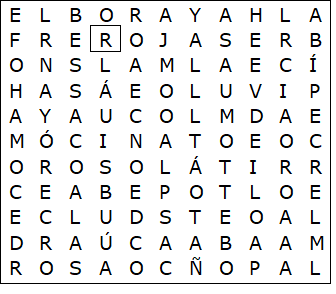 E L B O R A Y A H L A
F R E R O J A S E R B
O N S L A M L A E C Í
H A S Á E O L U V I P
A Y A U C O L M D A E
M Ó C I N A T O E O C
O R O S O L Á T I R R
C E A B E P O T L O E
E C L U D S T E O A L
D R A Ú C A A B A A M
R O S A O C Ñ O P A L